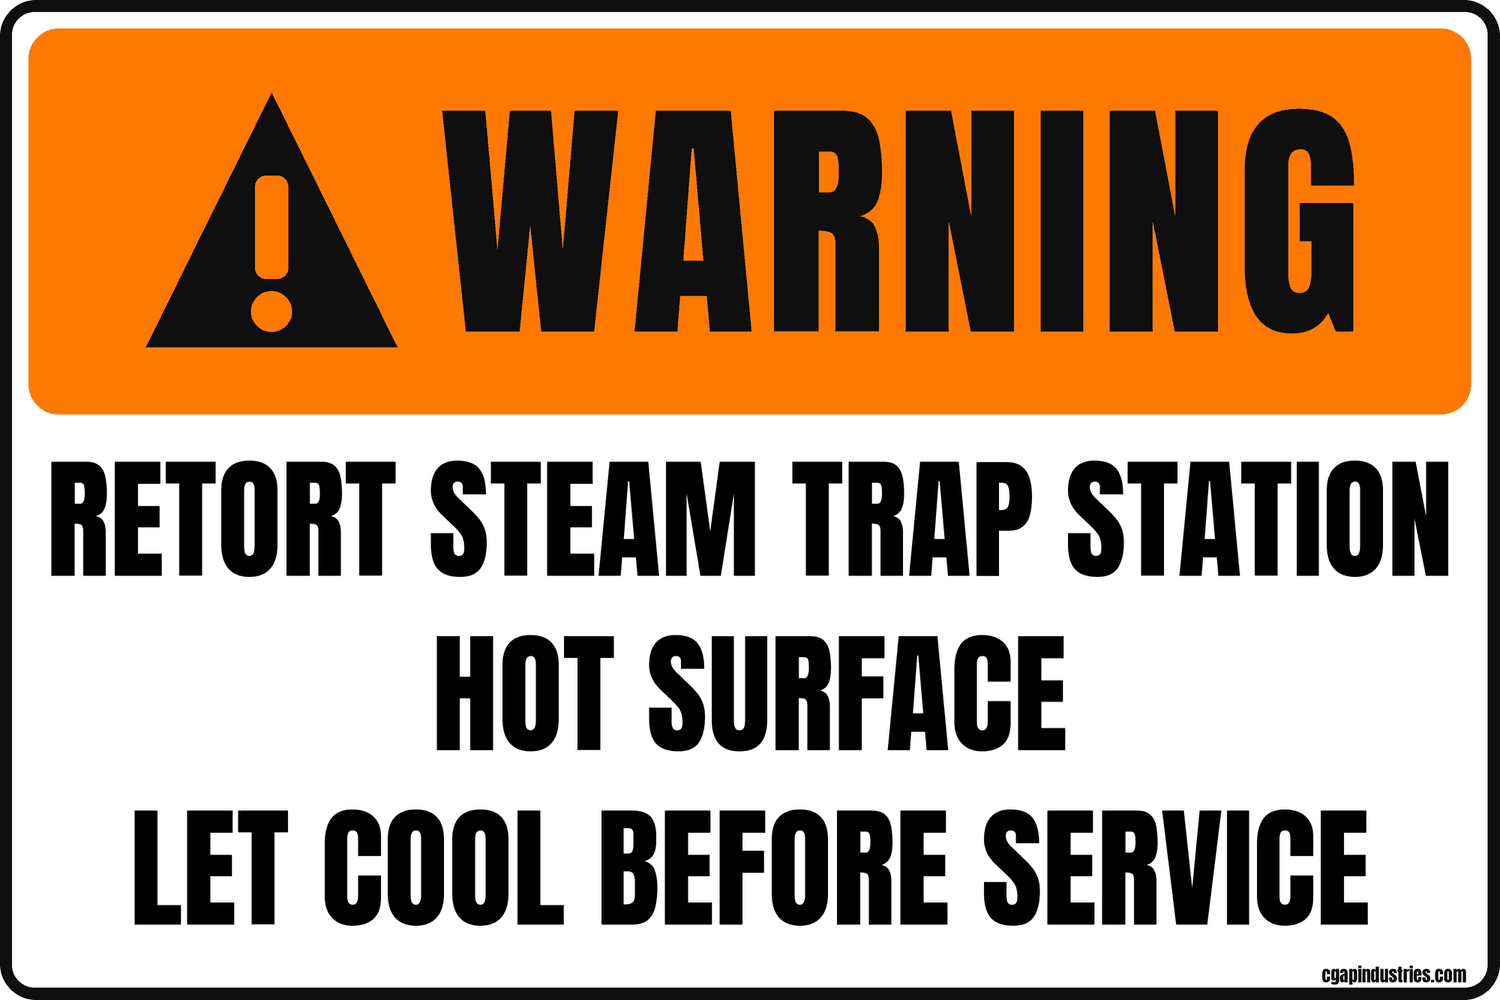 WARNING
RETORT STEAM TRAP STATION
HOT SURFACE
LET COOL BEFORE SERVICE
cgapindustries.com